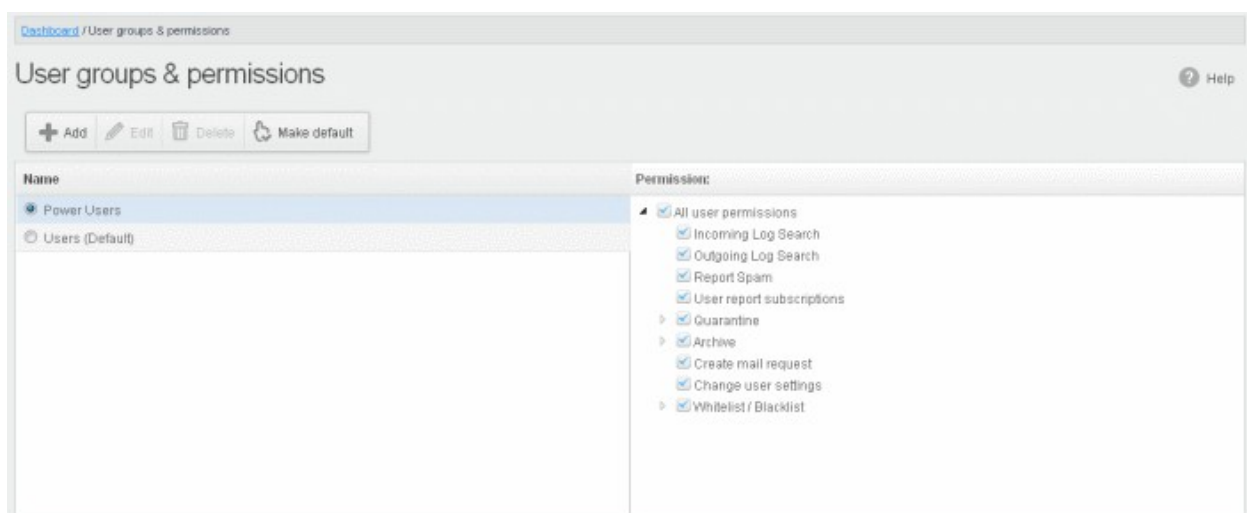 Dashboard / User groups & permissions
User groups & permissions
Help
Add Edit Delete Make default
Name
Permission:
Power Users
Users (Default)
All user permissions
Incoming Log Search
Outgoing Log Search
Report Spam
User report subscriptions
Quarantine
Archive
Create mail request
Change user settings
Whitelist / Blacklist